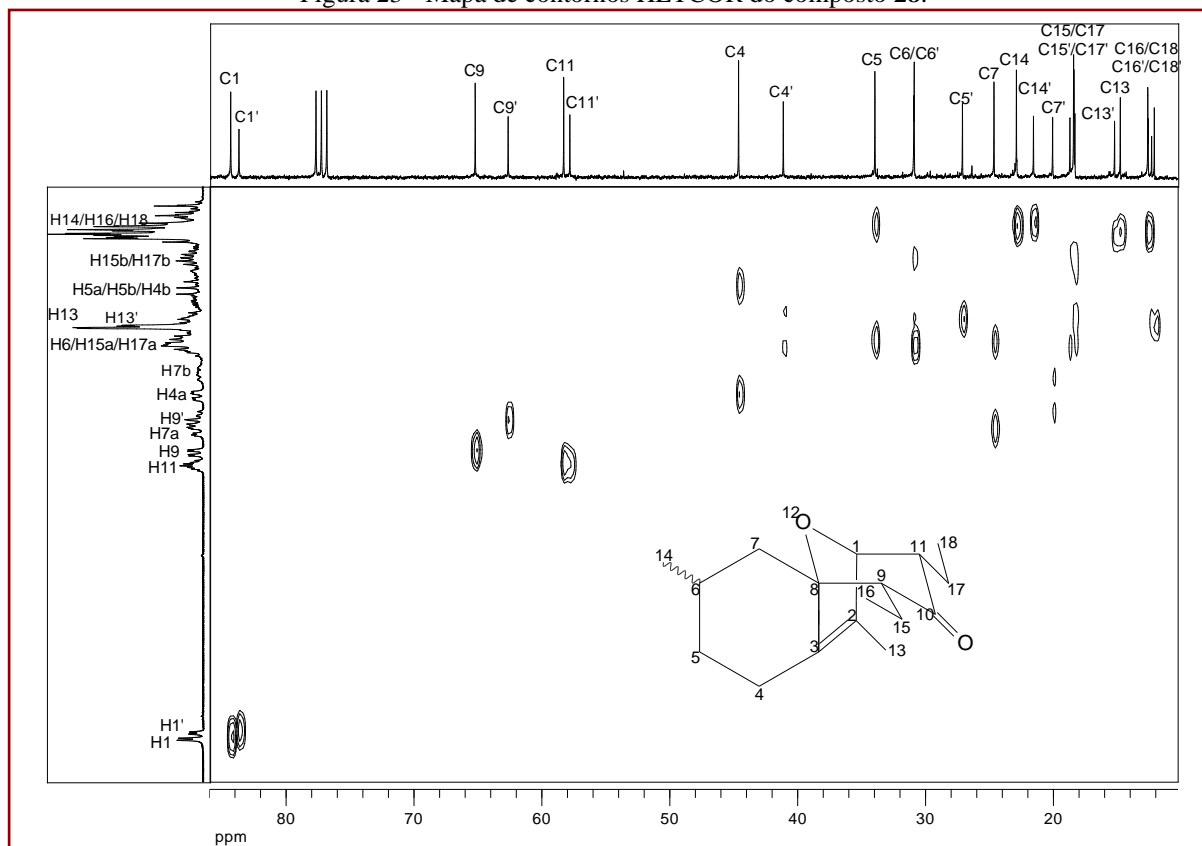 Figura 23 – Mapa de contornos HETCOR do composto 28.
C1
C1'
C9
C9'
C11
C11'
C4
C4'
C5
C6/C6'
C5'
C7
C14
C14'
C7'
C15/C17
C15'/C17'
C13'
C13
C16/C18
C16'/C18'
H14/H16/H18
H15b/H17b
H5a/H5b/H4b
H13
H13'
H6/H15a/H17a
H7b
H4a
H9'
H7a
H9
H11
H1'
H1
12
O
7
1
11
18
14
6
8
9
16
17
2
10
15
5
3
13
O
4
80
70
60
50
40
30
20
ppm